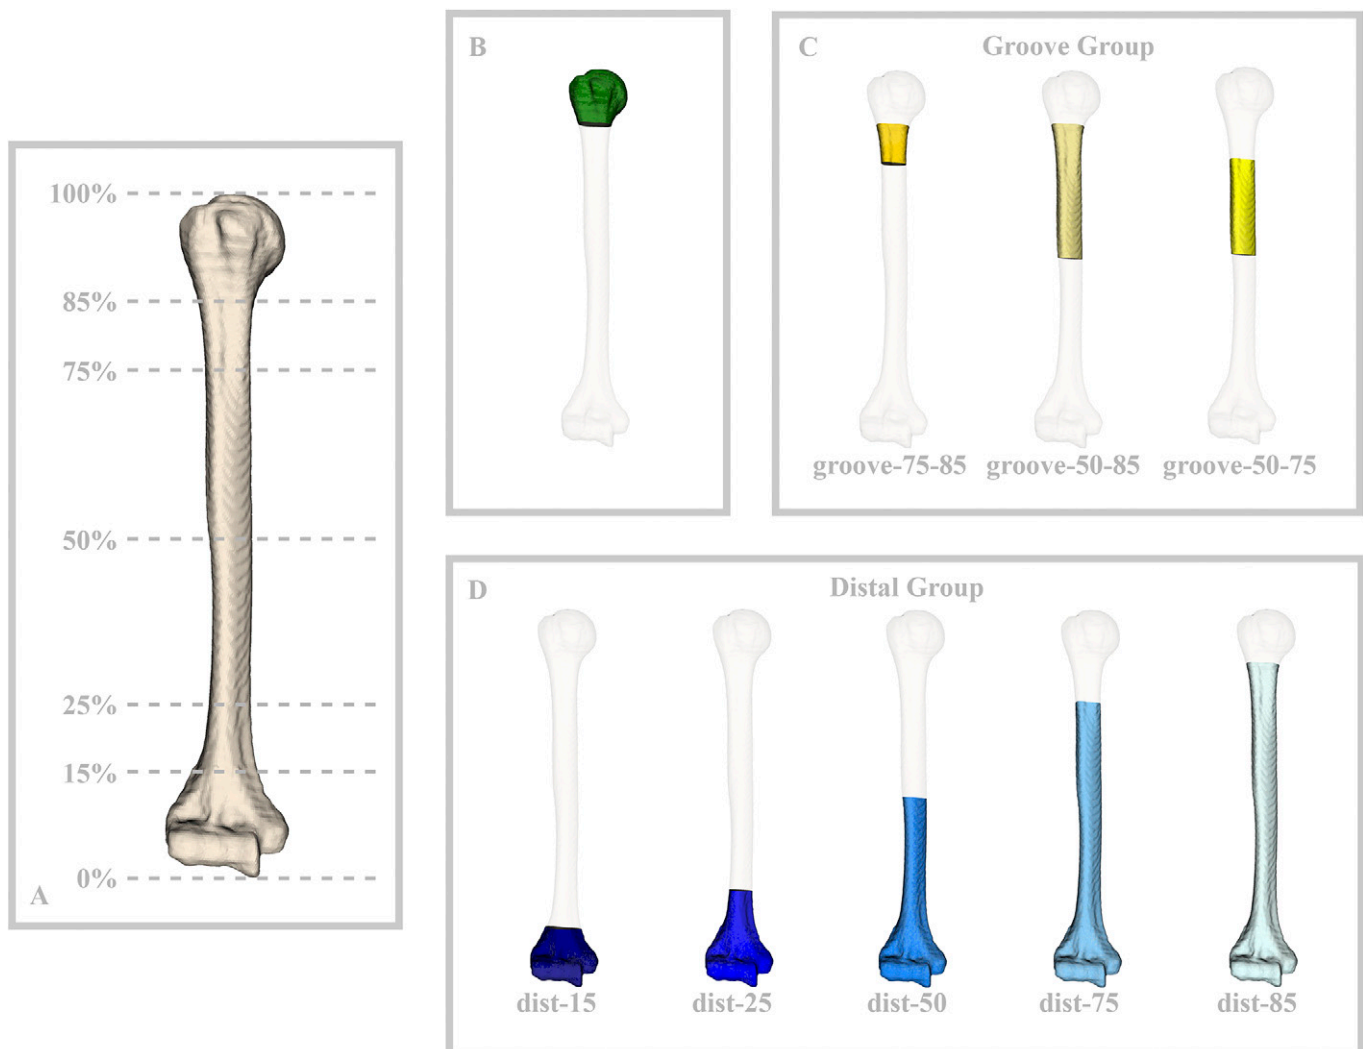 100%
85%
75%
50%
25%
15%
0%
A
B
C
Groove Group
groove-75-85 groove-50-85 groove-50-75
D
Distal Group
dist-15 dist-25 dist-50 dist-75 dist-85